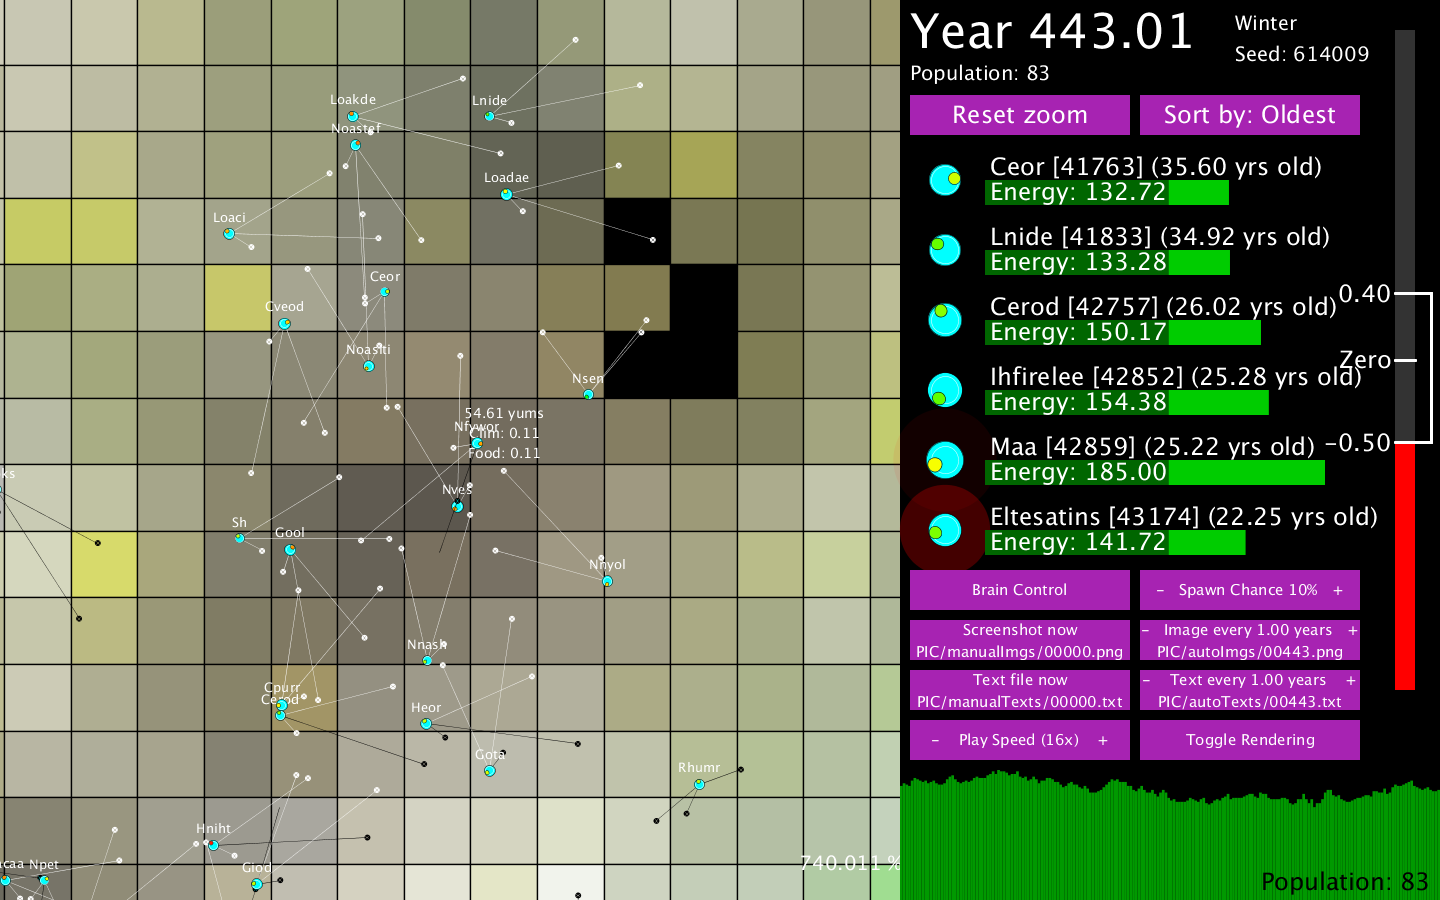 Year 443.01
Winter
Seed: 614009
Population: 83
Reset zoom
Sort by: Oldest
Ceor [41763] (35.60 yrs old)
Energy: 132.72
Lnide [41833] (34.92 yrs old)
Energy: 133.28
Cerod [42757] (26.02 yrs old)
Energy: 150.17
Ihfirelee [42852] (25.28 yrs old)
Energy: 154.38
Maa [42859] (25.22 yrs old)
Energy: 185.00
Eltesatins [43174] (22.25 yrs old)
Energy: 141.72
0.40
Zero
-0.50
Brain Control
- Spawn Chance 10% +
Screenshot now
PIC/manualImgs/00000.png
- Image every 1.00 years +
PIC/autoImgs/00443.png
Text file now
PIC/manualTexts/00000.txt
- Text every 1.00 years +
PIC/autoTexts/00443.txt
- Play Speed (16x) +
Toggle Rendering
Population: 83
Loakde
Lnide
Noastef
Loadae
Loaci
Ceor
Cveod
Noasiti
Nsen
54.61 yums
Nfywor
Clim: 0.11
Food: 0.11
ks
Nves
Sh
Gool
Nnyol
Nnash
Cpurr
Cerod
Heor
Gota
Rhumr
Hniht
740.011 %
caa
Npet
Giod